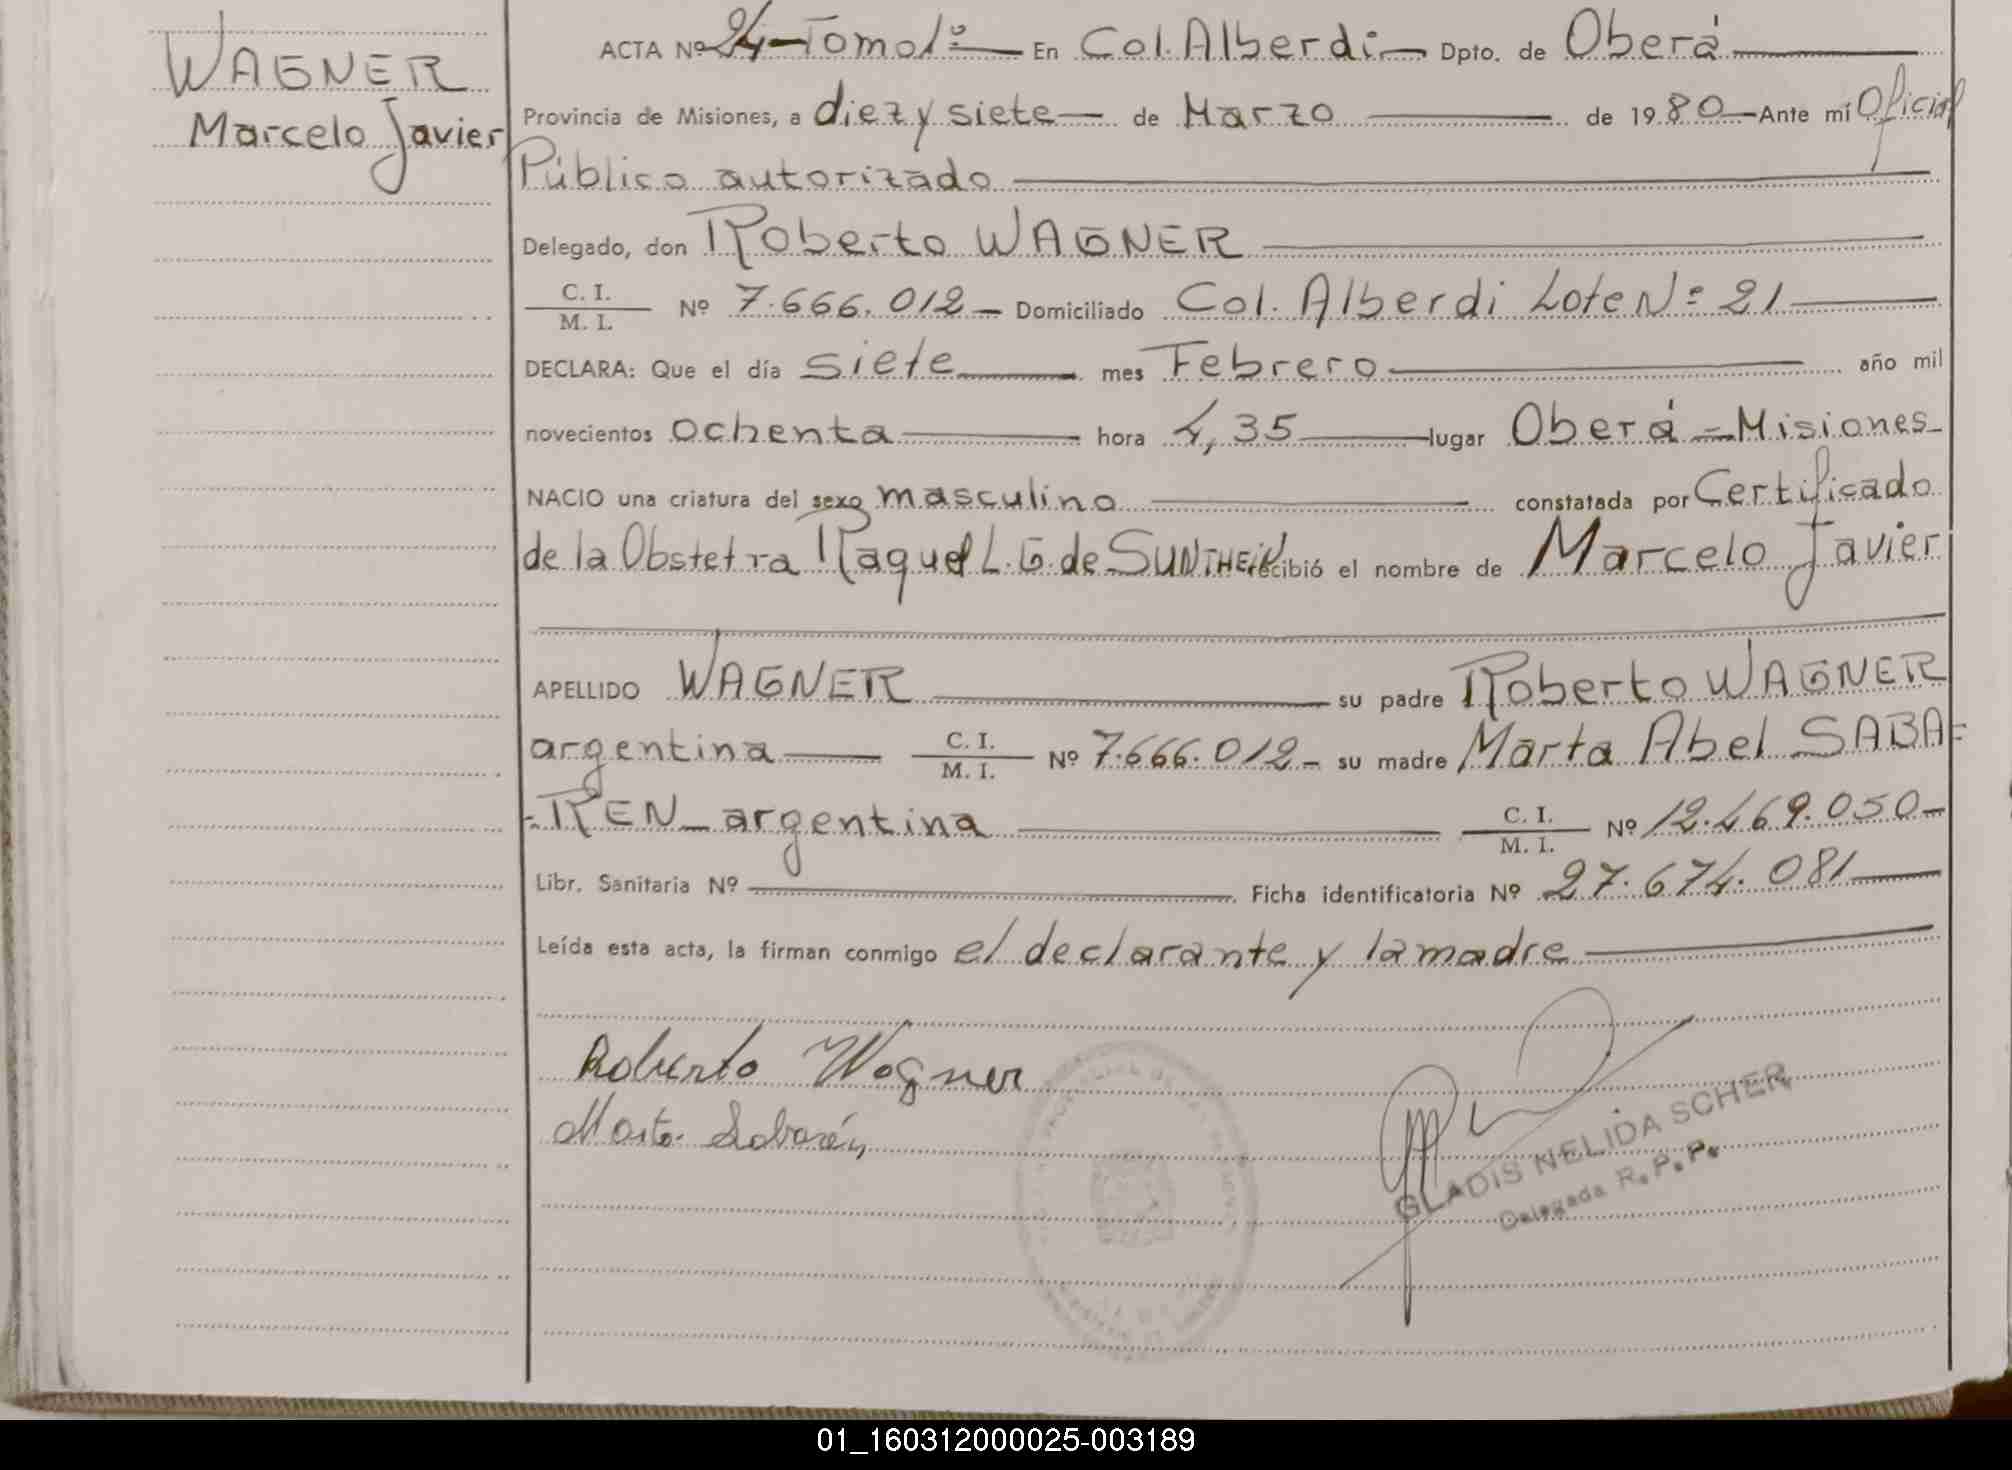 WAGNER
Marcelo Javier
ACTA Nº 24-Tomo 1º En Col. Alberdi Dpto. de Oberá
Provincia de Misiones, a diez y siete de Marzo de 1980 Ante mí Oficial
Público autorizado
Delegado, don Roberto WAGNER
C. I.
M. I. Nº 7.666.012 Domiciliado Col. Alberdi Lote Nº 21
DECLARA: Que el día siete mes Febrero año mil
novecientos ochenta hora 4,35 lugar Oberá - Misiones
NACIO una criatura del sexo masculino constatada por Certificado
de la Obstetra Raquel L. G. de SUNTHEIN recibió el nombre de Marcelo Javier
APELLIDO WAGNER su padre Roberto WAGNER
argentina C. I.
M. I. Nº 7.666.012 su madre Marta Abel SABA=
=REN argentina C. I.
M. I. Nº 12.469.050
Libr. Sanitaria Nº Ficha identificatoria Nº 27.674.081
Leída esta acta, la firman conmigo el declarante y la madre
Roberto Wagner
Marta Sabarén
GLADIS NELIDA SCHER
Delegada R. P. P.
01_160312000025-003189